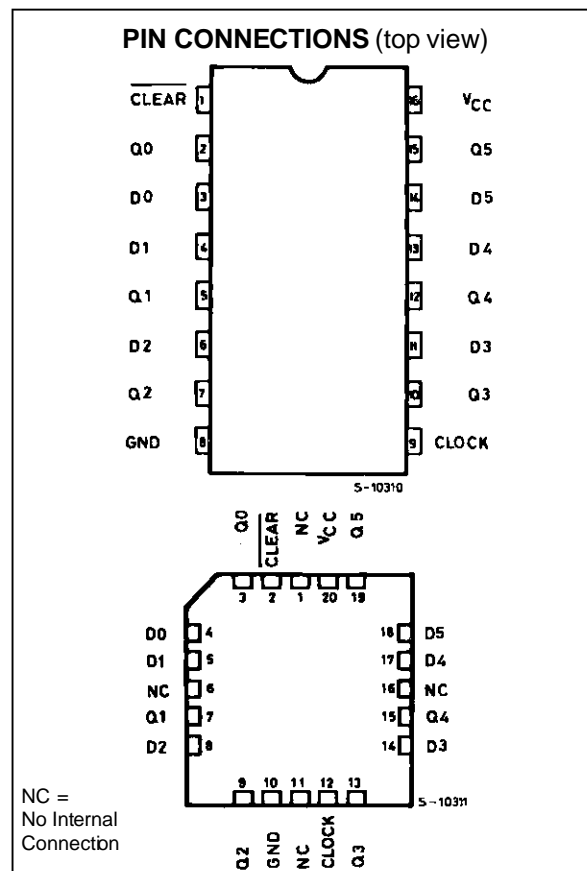 PIN CONNECTIONS (top view)
CLEAR 1 16 VCC
Q0 2 15 Q5
D0 3 14 D5
D1 4 13 D4
Q1 5 12 Q4
D2 6 11 D3
Q2 7 10 Q3
GND 8 9 CLOCK
S-10310
Q0 CLEAR NC VCC Q5
3 2 1 20 19
D0 4 18 D5
D1 5 17 D4
NC 6 16 NC
Q1 7 15 Q4
D2 8 14 D3
9 10 11 12 13
S-10311
Q2 GND NC CLOCK Q3
NC =
No Internal
Connection